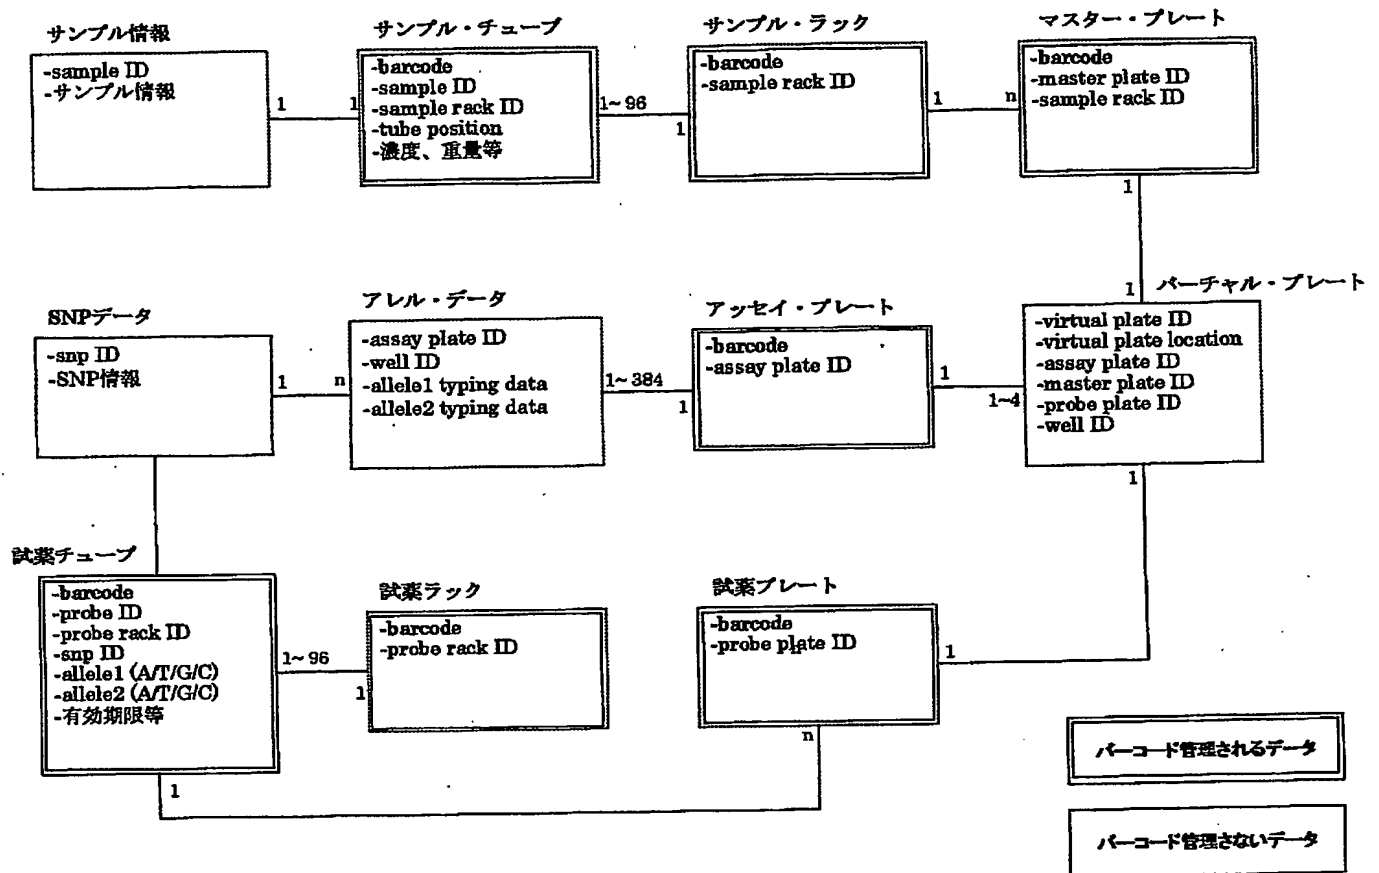 サンプル情報
-sample ID
-サンプル情報
1
1
サンプル・チューブ
-barcode
-sample ID
-sample rack ID
-tube position
-濃度、重量等
1~ 96
1
サンプル・ラック
-barcode
-sample rack ID
1
n
マスター・プレート
-barcode
-master plate ID
-sample rack ID
1
1
SNPデータ
-snp ID
-SNP情報
1
n
アレル・データ
-assay plate ID
-well ID
-allele1 typing data
-allele2 typing data
1~ 384
1
アッセイ・プレート
-barcode
-assay plate ID
1
1~4
バーチャル・プレート
-virtual plate ID
-virtual plate location
-assay plate ID
-master plate ID
-probe plate ID
-well ID
1
試薬チューブ
-barcode
-probe ID
-probe rack ID
-snp ID
-allele1 (A/T/G/C)
-allele2 (A/T/G/C)
-有効期限等
1~ 96
1
1
試薬ラック
-barcode
-probe rack ID
試薬プレート
-barcode
-probe plate ID
1
n
バーコード管理されるデータ
バーコード管理さないデータ